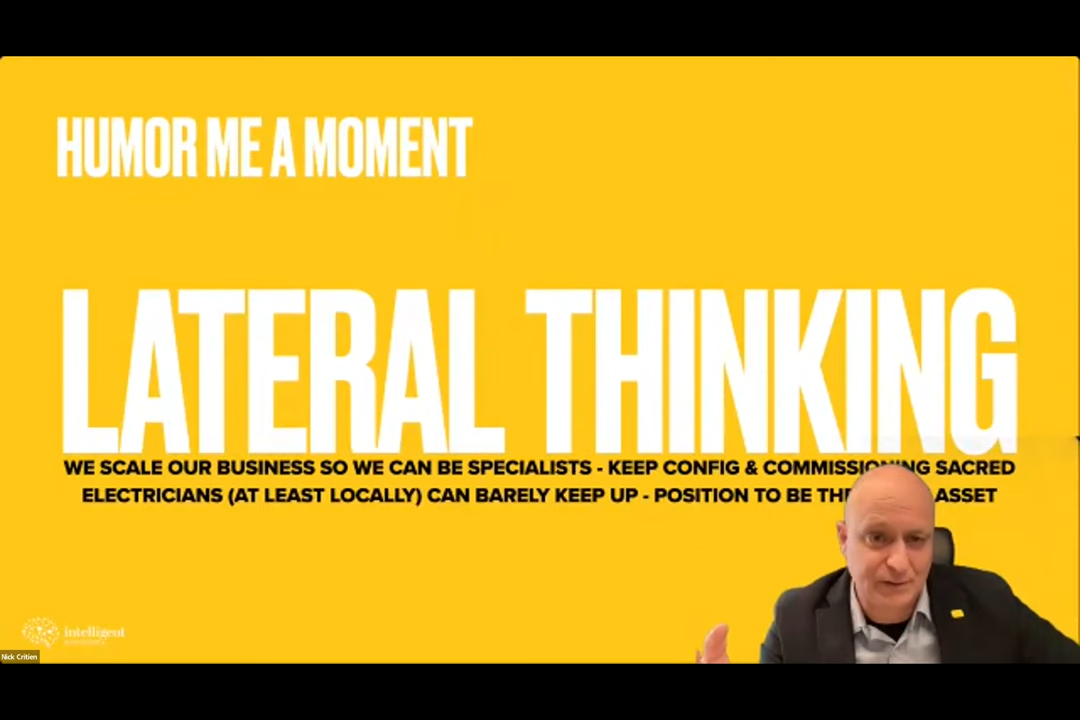 HUMOR ME A MOMENT
LATERAL THINKING
WE SCALE OUR BUSINESS SO WE CAN BE SPECIALISTS - KEEP CONFIG & COMMISSIONING SACRED
ELECTRICIANS (AT LEAST LOCALLY) CAN BARELY KEEP UP - POSITION TO BE ASSET
intelligent
Nick Critien